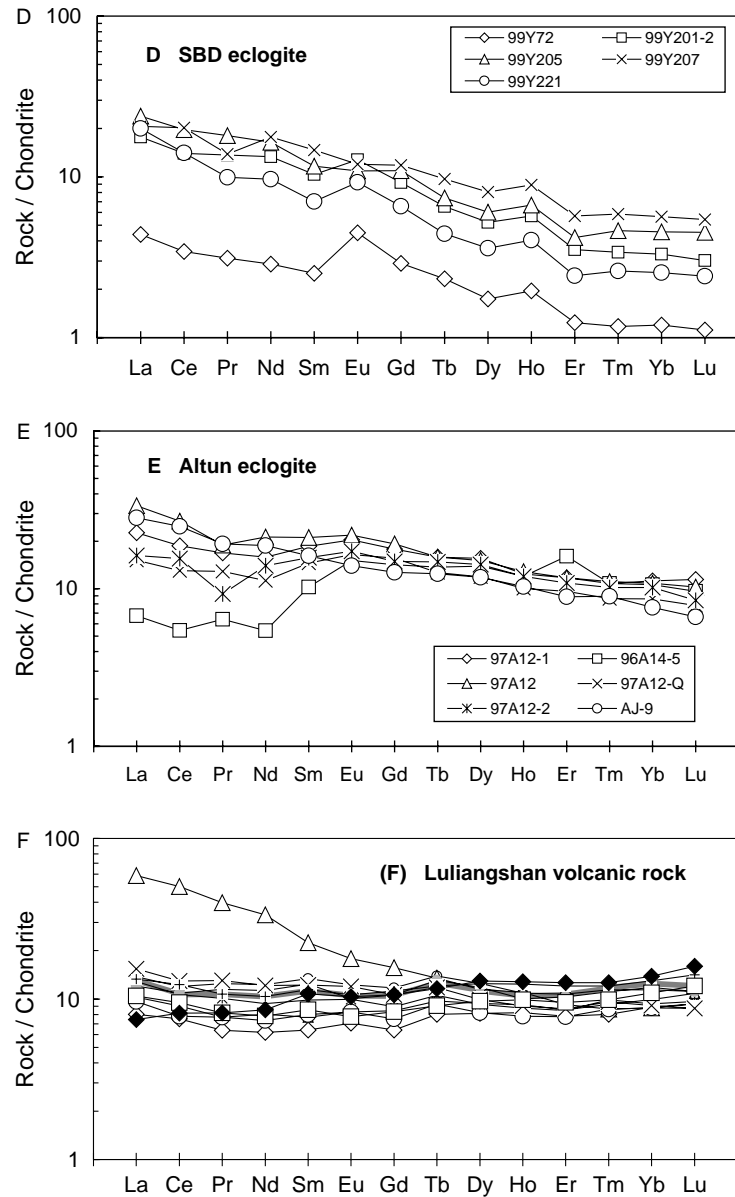 D
100
D SBD eclogite
99Y72 99Y201-2
99Y205 99Y207
99Y221
Rock / Chondrite
10
1
La Ce Pr Nd Sm Eu Gd Tb Dy Ho Er Tm Yb Lu
E
100
E Altun eclogite
Rock / Chondrite
10
97A12-1 96A14-5
97A12 97A12-Q
97A12-2 AJ-9
1
La Ce Pr Nd Sm Eu Gd Tb Dy Ho Er Tm Yb Lu
F
100
(F) Luliangshan volcanic rock
Rock / Chondrite
10
1
La Ce Pr Nd Sm Eu Gd Tb Dy Ho Er Tm Yb Lu